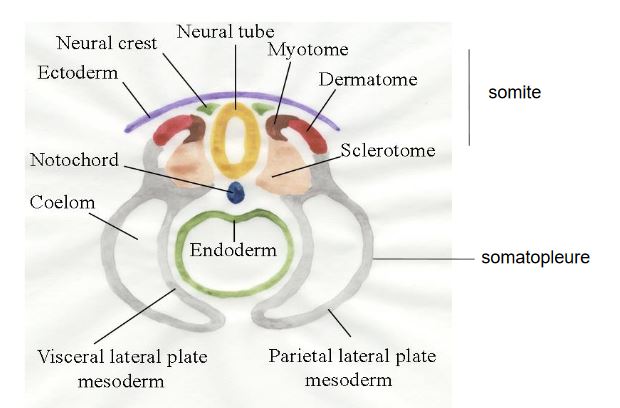 Neural tube
Neural crest
Myotome
Ectoderm
Dermatome
somite
Sclerotome
Notochord
Coelom
Endoderm
somatopleure
Visceral lateral plate
mesoderm
Parietal lateral plate
mesoderm